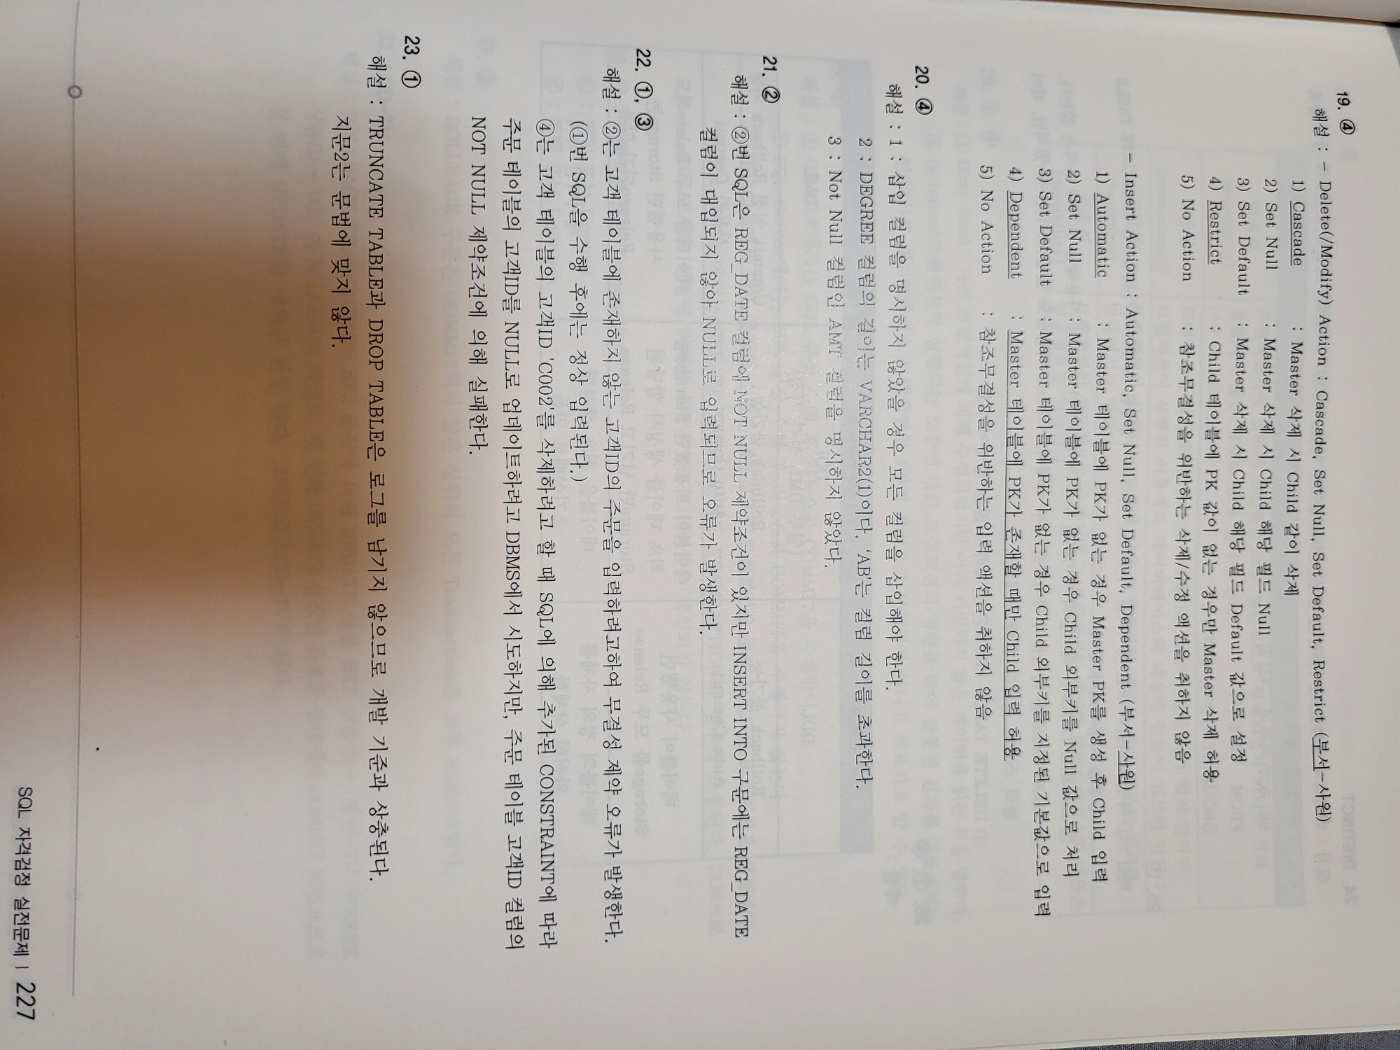 19. ④
해설 : - Delete(/Modify) Action : Cascade, Set Null, Set Default, Restrict (부서-사원)
1) Cascade : Master 삭제 시 Child 같이 삭제
2) Set Null : Master 삭제 시 Child 해당 필드 Null
3) Set Default : Master 삭제 시 Child 해당 필드 Default 값으로 설정
4) Restrict : Child 테이블에 PK 값이 없는 경우만 Master 삭제 허용
5) No Action : 참조무결성을 위반하는 삭제/수정 액션을 취하지 않음
- Insert Action : Automatic, Set Null, Set Default, Dependent (부서-사원)
1) Automatic : Master 테이블에 PK가 없는 경우 Master PK를 생성 후 Child 입력
2) Set Null : Master 테이블에 PK가 없는 경우 Child 외부키를 Null 값으로 처리
3) Set Default : Master 테이블에 PK가 없는 경우 Child 외부키를 지정된 기본값으로 입력
4) Dependent : Master 테이블에 PK가 존재할 때만 Child 입력 허용
5) No Action : 참조무결성을 위반하는 입력 액션을 취하지 않음
20. ④
해설 : 1 : 삽입 컬럼을 명시하지 않았을 경우 모든 컬럼을 삽입해야 한다.
2 : DEGREE 컬럼의 길이는 VARCHAR2(1)이다. 'AB'는 컬럼 길이를 초과한다.
3 : Not Null 컬럼인 AMT 컬럼을 명시하지 않았다.
21. ②
해설 : ②번 SQL은 REG_DATE 컬럼에 NOT NULL 제약조건이 있지만 INSERT INTO 구문에는 REG_DATE
컬럼이 대입되지 않아 NULL로 입력되므로 오류가 발생한다.
22. ①, ③
해설 : ②는 고객 테이블에 존재하지 않는 고객ID의 주문을 입력하려고하여 무결성 제약 오류가 발생한다.
(①번 SQL을 수행 후에는 정상 입력된다.)
④는 고객 테이블의 고객ID 'C002'를 삭제하려고 할 때 SQL에 의해 추가된 CONSTRAINT에 따라
주문 테이블의 고객ID를 NULL로 업데이트하려고 DBMS에서 시도하지만, 주문 테이블 고객ID 컬럼의
NOT NULL 제약조건에 의해 실패한다.
23. ①
해설 : TRUNCATE TABLE과 DROP TABLE은 로그를 남기지 않으므로 개발 기준과 상충된다.
지문2는 문법에 맞지 않다.
SQL 자격검정 실전문제 | 227